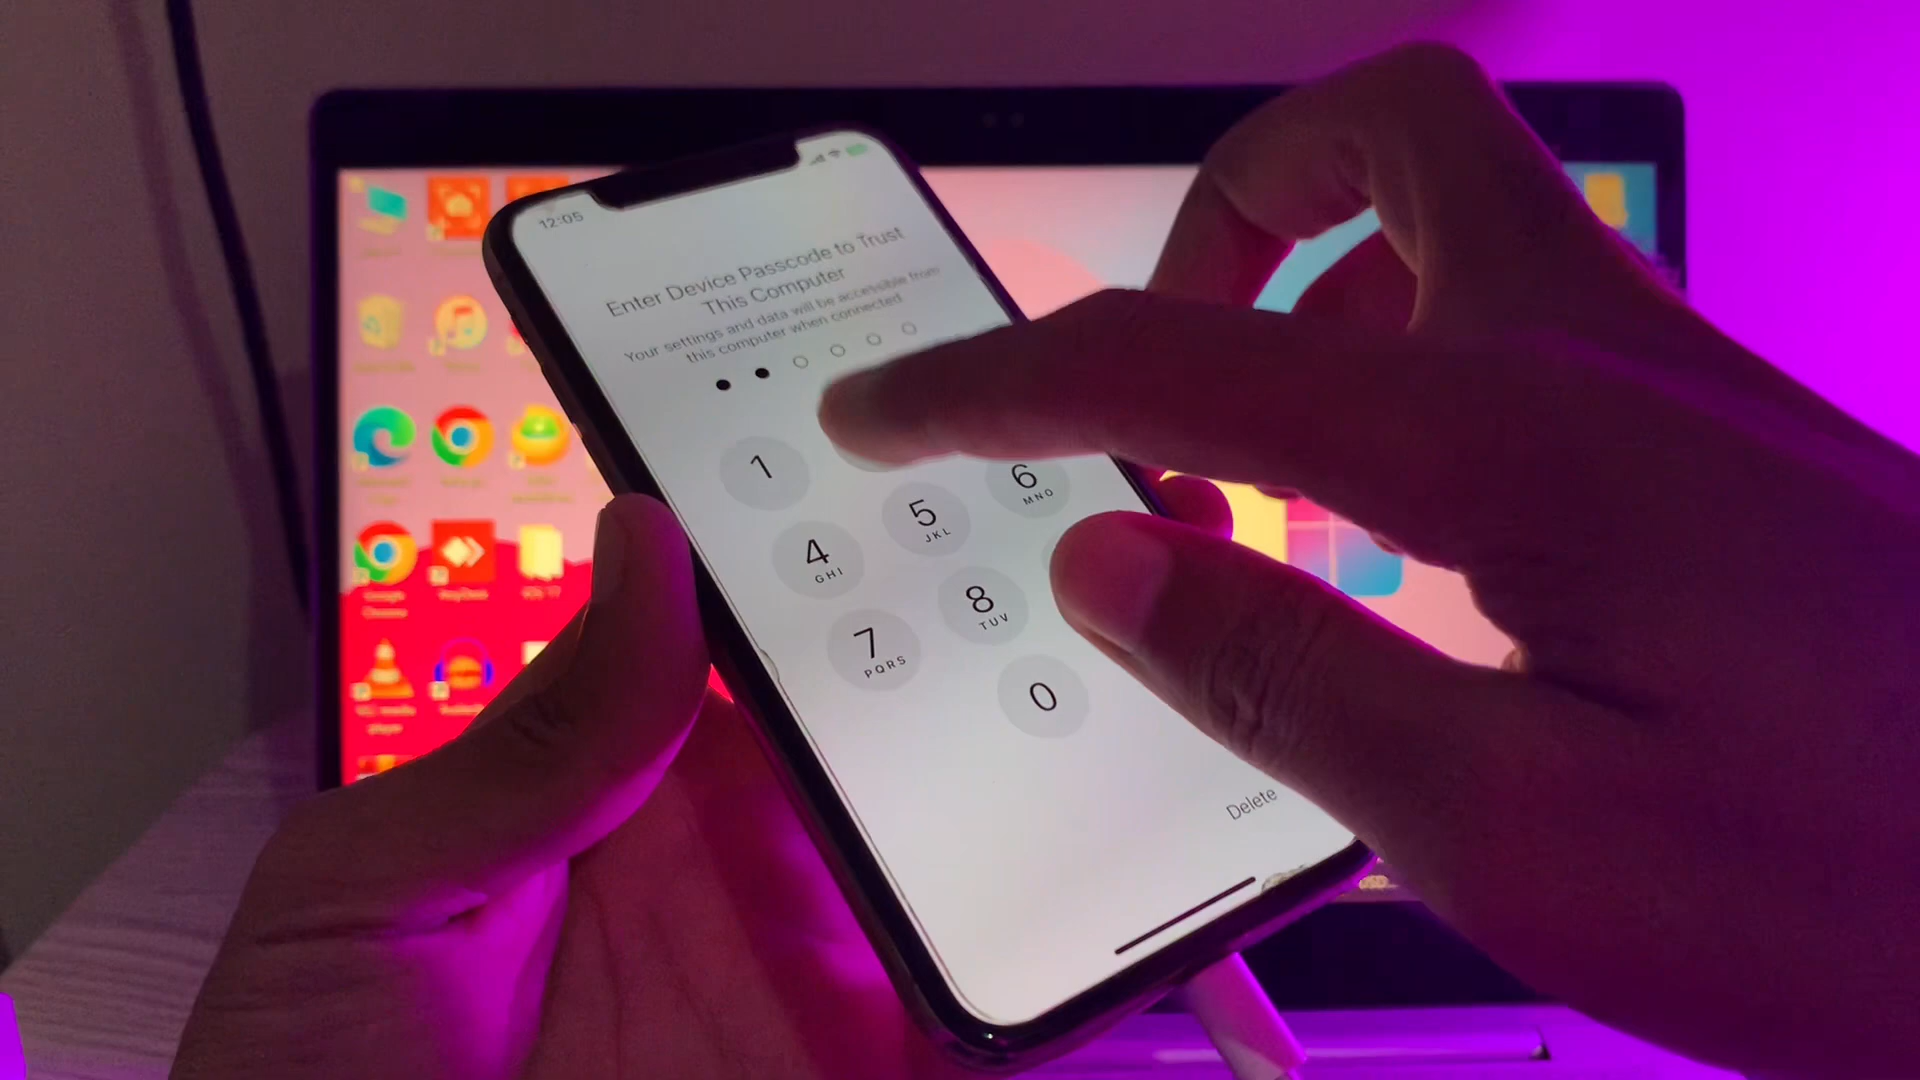 12:05
Enter Device Passcode to Trust
This Computer
Your settings and data will be accessible from
this computer when connected
1
4
GHI
5
JKL
6
MNO
7
PQRS
8
TUV
0
Delete